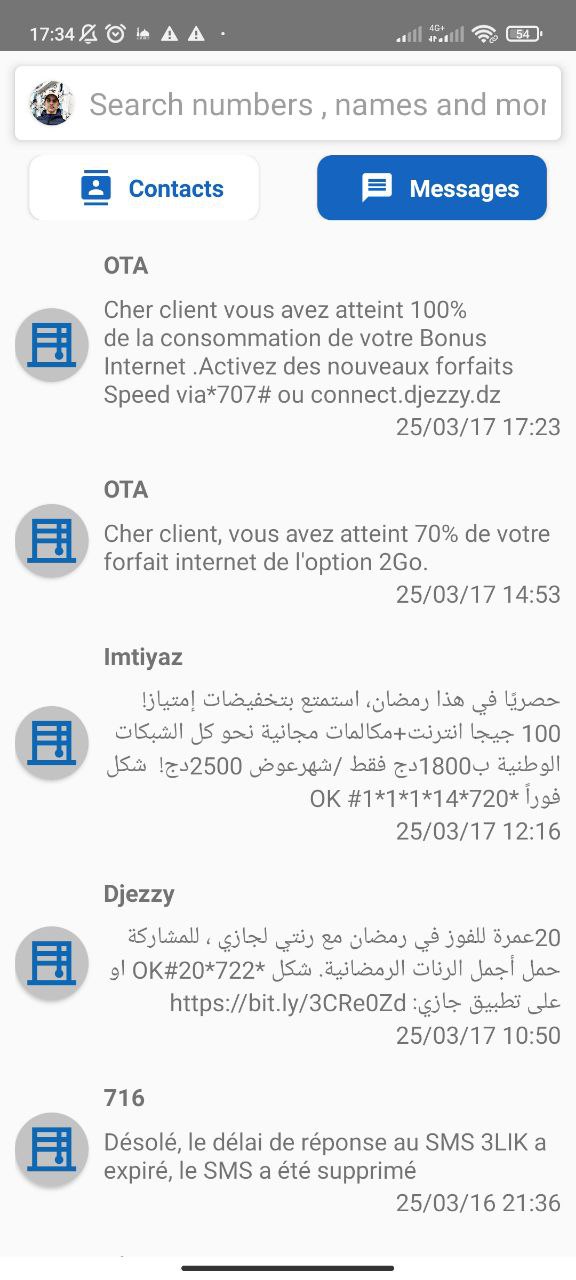 17:34
4G+
54
Search numbers , names and mor
Contacts
Messages
OTA
Cher client vous avez atteint 100%
de la consommation de votre Bonus
Internet .Activez des nouveaux forfaits
Speed via*707# ou connect.djezzy.dz
25/03/17 17:23
OTA
Cher client, vous avez atteint 70% de votre
forfait internet de l'option 2Go.
25/03/17 14:53
Imtiyaz
حصريًا في هذا رمضان، استمتع بتخفيضات إمتياز!
100 جيجا انترنت+مكالمات مجانية نحو كل الشبكات
الوطنية ب1800دج فقط /شهرعوض 2500دج!  شكل
فوراً *720*14*1*1*1# OK
25/03/17 12:16
Djezzy
20عمرة للفوز في رمضان مع رنتي لجازي ، للمشاركة
حمل أجمل الرنات الرمضانية. شكل *722*20#OK او
على تطبيق جازي: https://bit.ly/3CRe0Zd
25/03/17 10:50
716
Désolé, le délai de réponse au SMS 3LIK a
expiré, le SMS a été supprimé
25/03/16 21:36